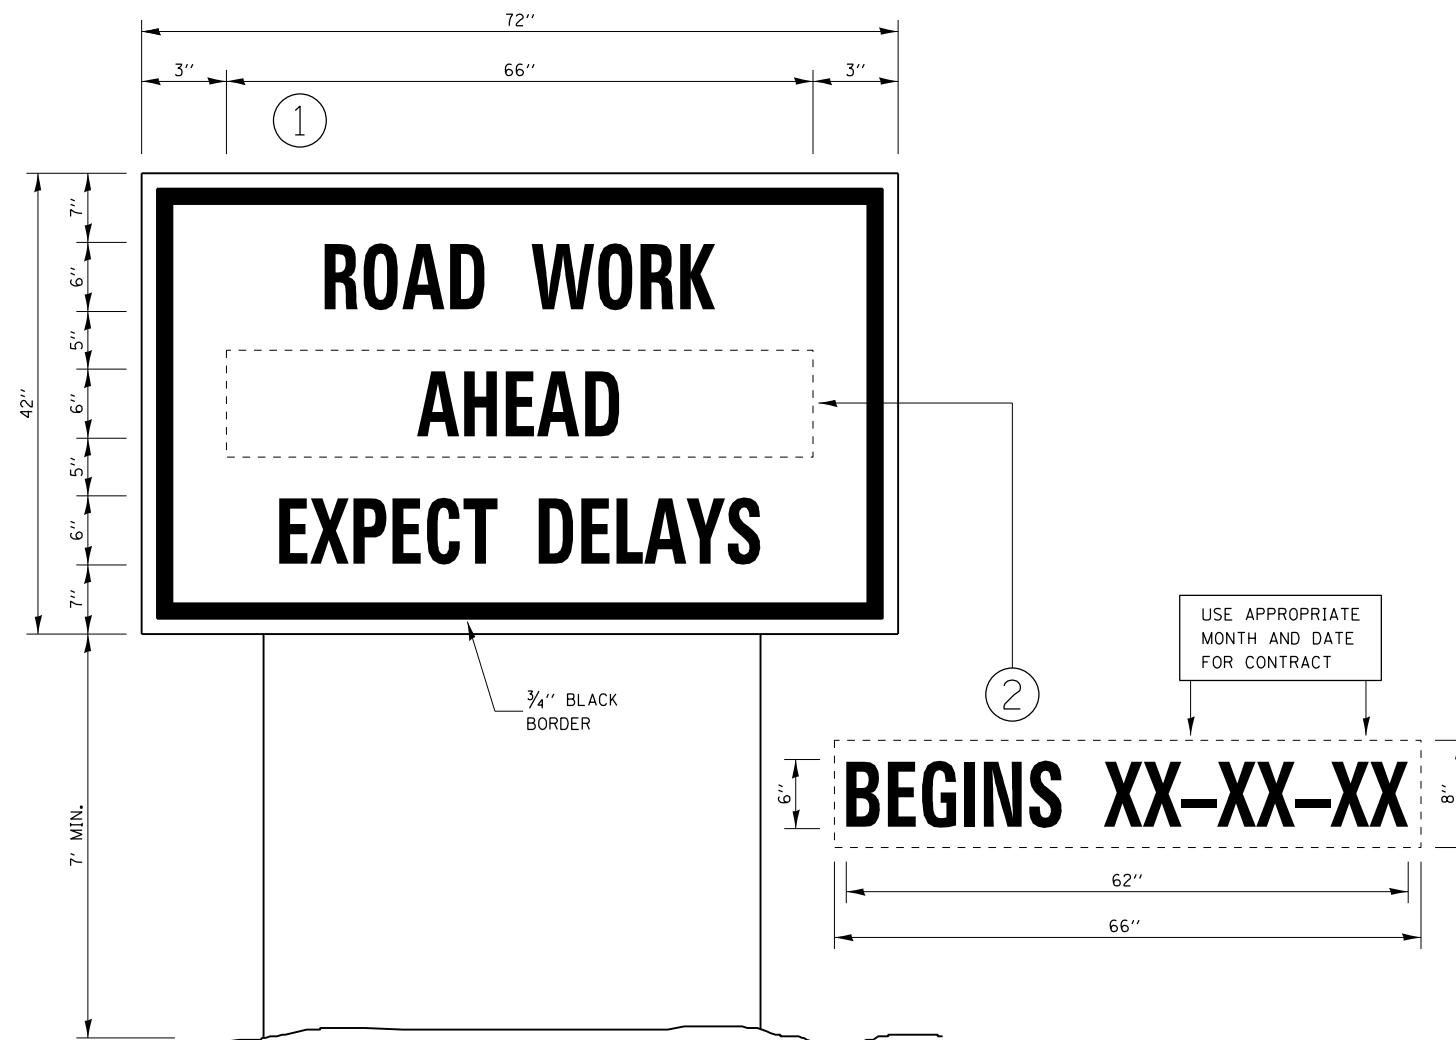 72''
3'' 66'' 3''
1
7''
6''
5''
6''
5''
6''
7''
42''
7' MIN.
ROAD WORK
AHEAD
EXPECT DELAYS
3/4'' BLACK
BORDER
2
USE APPROPRIATE
MONTH AND DATE
FOR CONTRACT
6''
BEGINS XX-XX-XX
8''
62''
66''